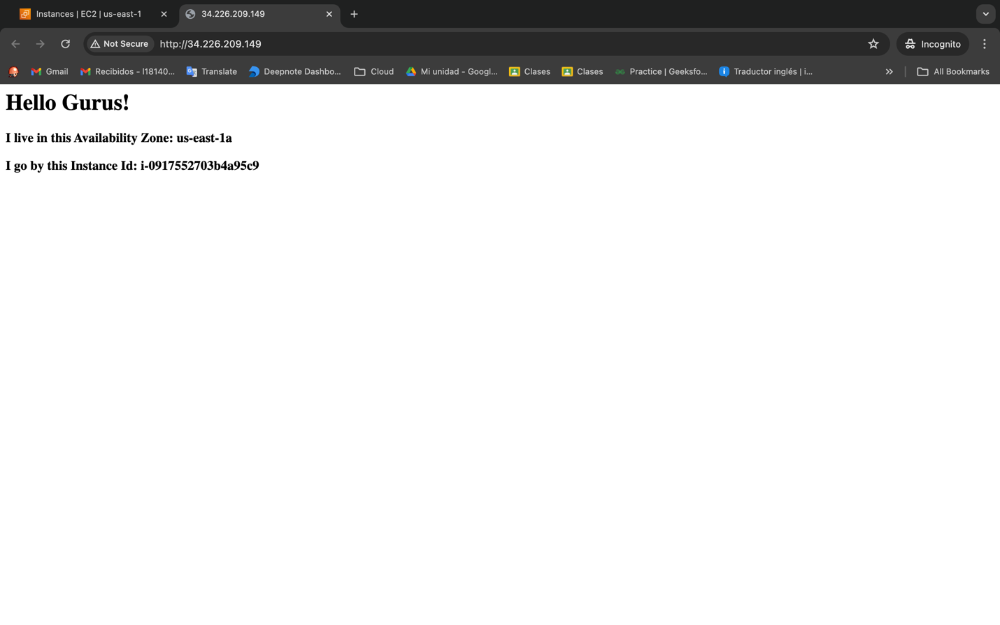 Instances | EC2 | us-east-1
34.226.209.149
Not Secure http://34.226.209.149
Incognito
Gmail
Recibidos - l18140...
Translate
Deepnote Dashbo...
Cloud
Mi unidad - Googl...
Clases
Clases
Practice | Geeksfo...
Traductor inglés | i...
All Bookmarks
Hello Gurus!
I live in this Availability Zone: us-east-1a
I go by this Instance Id: i-0917552703b4a95c9